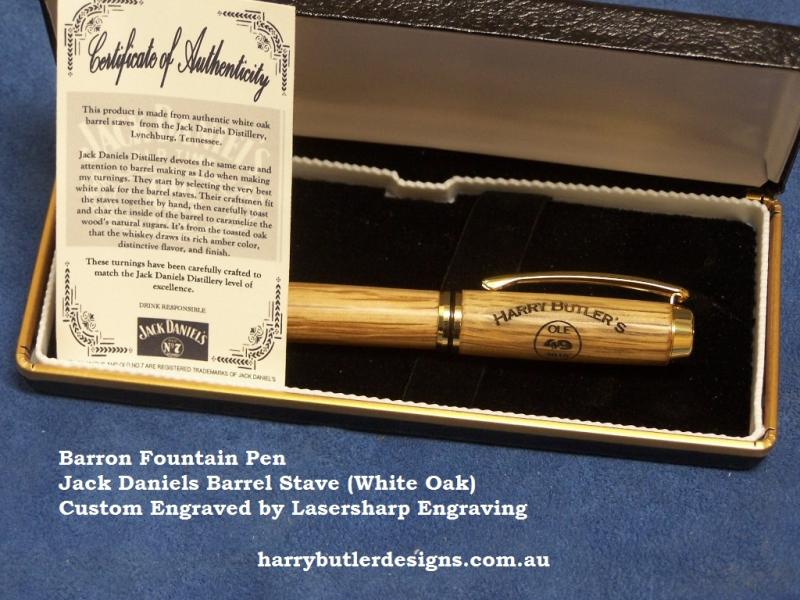 Certificate of Authenticity
This product is made from authentic white oak
barrel staves from the Jack Daniels Distillery,
Lynchburg, Tennessee.
Jack Daniels Distillery devotes the same care and
attention to barrel making as I do when making
my turnings. They start by selecting the very best
white oak for the barrel staves. Their craftsmen fit
the staves together by hand, then carefully toast
and char the inside of the barrel to caramelize the
wood's natural sugars. It's from the toasted oak
that the whiskey draws its rich amber color,
distinctive flavor, and finish.
These turnings have been carefully crafted to
match the Jack Daniels Distillery level of
excellence.
DRINK RESPONSIBLE
JACK DANIEL'S
Nº7
AND OLD NO.7 ARE REGISTERED TRADEMARKS OF JACK DANIEL'S
HARRY BUTLER'S
OLE
49
Barron Fountain Pen
Jack Daniels Barrel Stave (White Oak)
Custom Engraved by Lasersharp Engraving
harrybutlerdesigns.com.au